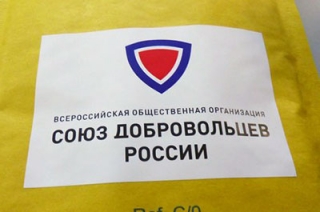 ВСЕРОССИЙСКАЯ ОБЩЕСТВЕННАЯ ОРГАНИЗАЦИЯ
СОЮЗ ДОБРОВОЛЬЦЕВ
РОССИИ